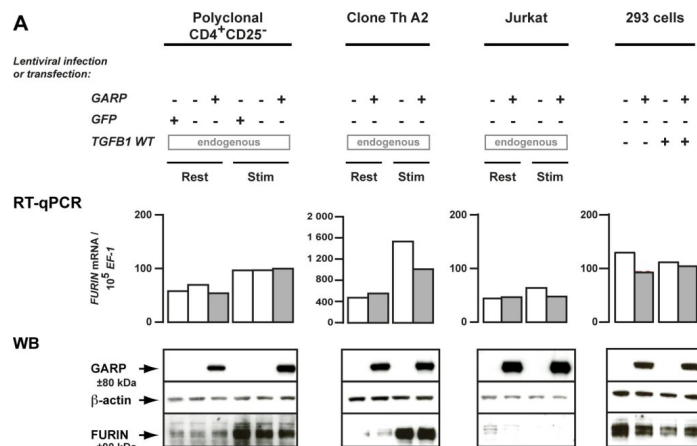 A
Polyclonal
CD4+CD25-
Clone Th A2
Jurkat
293 cells
Lentiviral infection
or transfection:
GARP - - + - - + - + - + - + - + - + - +
GFP + - - + - -
TGFB1 WT endogenous endogenous endogenous - - + +
Rest Stim Rest Stim Rest Stim
RT-qPCR
FURIN mRNA /
10^5 EF-1
200 2 000 200 200
1 600
1 200
100 800 100 100
400
0 0 0 0
WB
GARP
±80 kDa
β-actin
FURIN